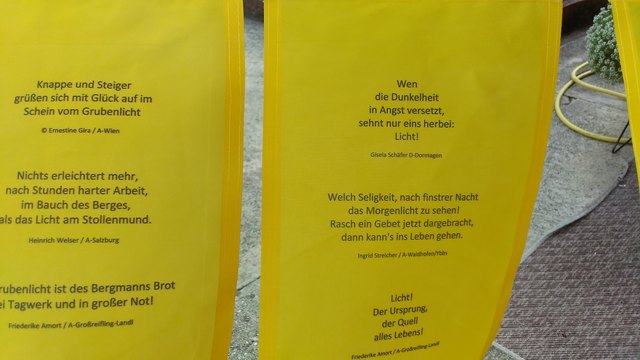 Knappe und Steiger
grüßen sich mit Glück auf im
Schein vom Grubenlicht
© Ernestine Gira / A-Wien
Nichts erleichtert mehr,
nach Stunden harter Arbeit,
im Bauch des Berges,
als das Licht am Stollenmund.
Heinrich Welser / A-Salzburg
rubenlicht ist des Bergmanns Brot
ei Tagwerk und in großer Not!
Friederike Amort / A-Großreifling-Landl
Wen
die Dunkelheit
in Angst versetzt,
sehnt nur eins herbei:
Licht!
Gisela Schäfer D-Dormagen
Welch Seligkeit, nach finstrer Nacht
das Morgenlicht zu sehen!
Rasch ein Gebet jetzt dargebracht,
dann kann's ins Leben gehen.
Ingrid Streicher / A-Waidhofen/Ybbs
Licht!
Der Ursprung,
der Quell
alles Lebens!
Friederike Amort / A-Großreifling-Landl